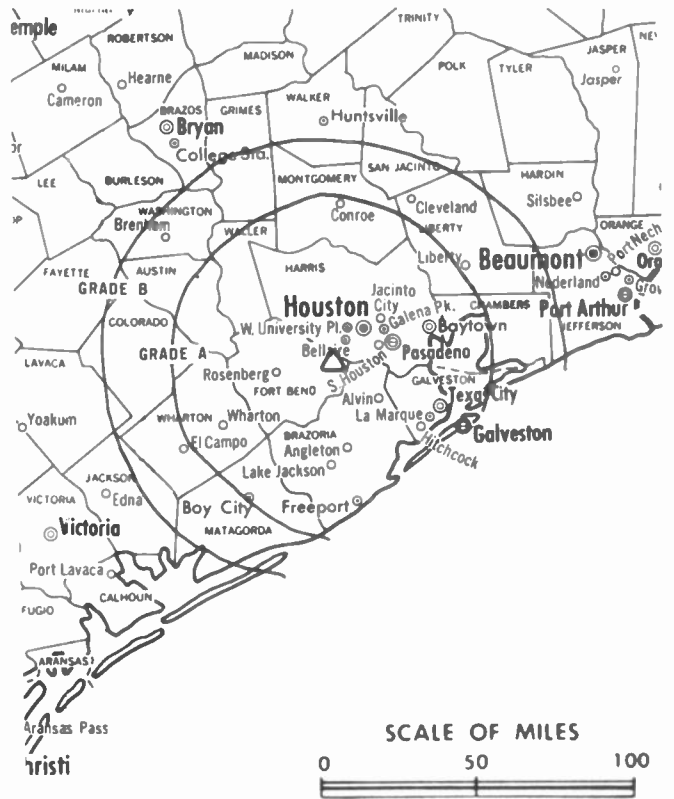 TRINITY
emple
ROBERTSON
MADISON
JASPER
MILAM
Hearne
POLK
TYLER
Jasper
Cameron
WALKER
BRAZOS
GRIMES
Huntsville
Bryan
College Sta.
SAN JACINTO
HARDIN
LEE
BURLESON
MONTGOMERY
Silsbee
WASHINGTON
Conroe
Cleveland
Brenham
WALLER
LIBERTY
ORANGE
Port Nech
Liberty
Beaumont
FAYETTE
AUSTIN
HARRIS
Nederland
GRADE B
Jacinto
City
CHAMBERS
Port Arthur
COLORADO
Houston
Galena Pk.
W. University Pl.
Baytown
JEFFERSON
GRADE A
Bellaire
Pasadena
S. Houston
LAVACA
Rosenberg
GALVESTON
FORT BEND
Alvin
Texas City
Yoakum
WHARTON
Wharton
La Marque
El Campo
BRAZORIA
Galveston
Angleton
Hitchcock
Lake Jackson
JACKSON
VICTORIA
Edna
Bay City
Freeport
Victoria
MATAGORDA
Port Lavaca
CALHOUN
FUGIO
ARANSAS
Aransas Pass
hristi
SCALE OF MILES
0 50 100